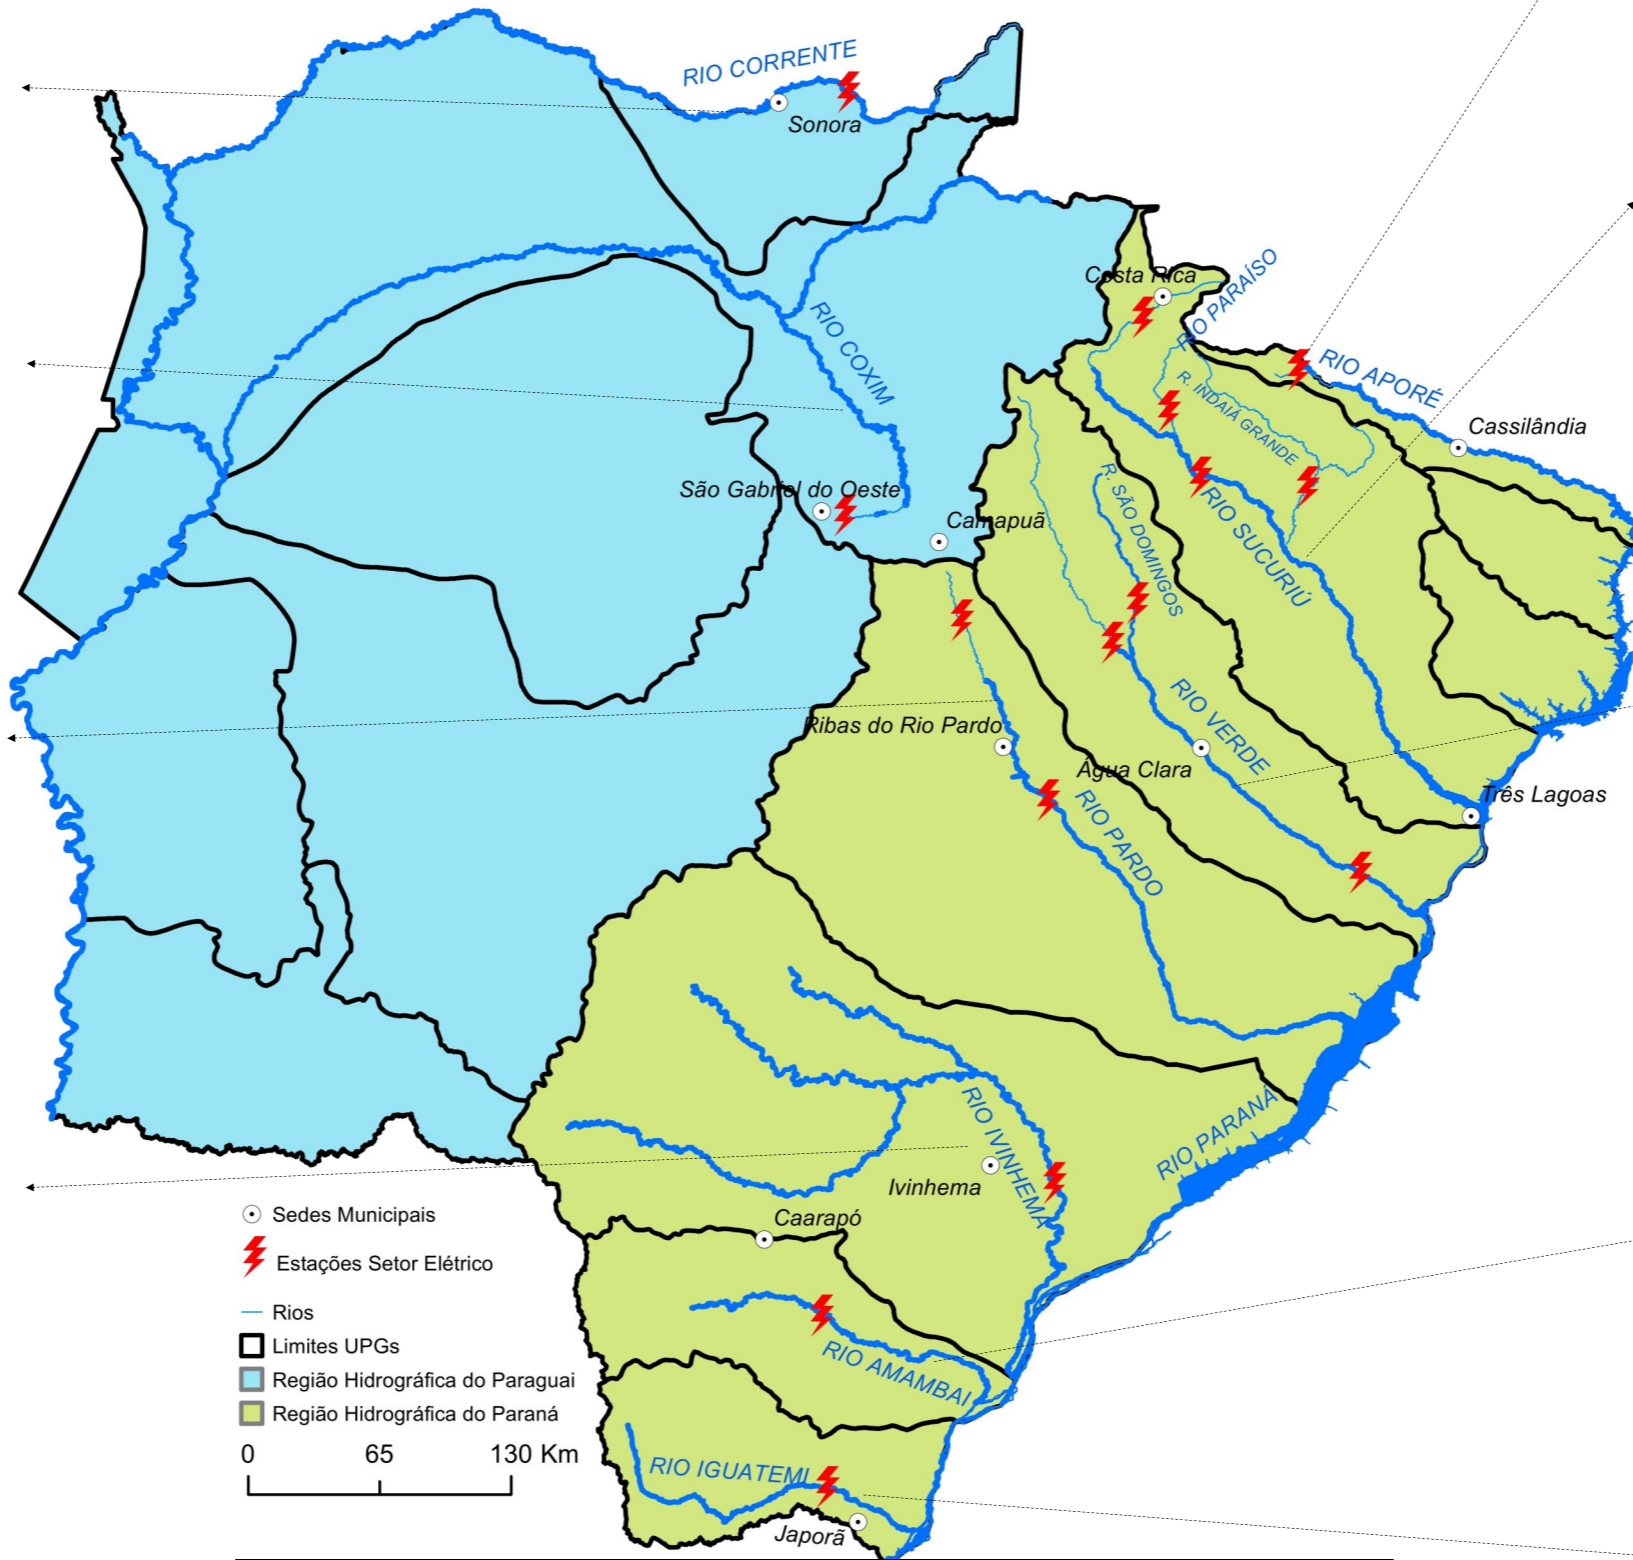 RIO CORRENTE
Sonora
Costa Rica
RIO PARAÍSO
RIO COXIM
R. INDAIÁ GRANDE
RIO APORÉ
Cassilândia
São Gabriel do Oeste
Camapuã
R. SÃO DOMINGOS
RIO SUCURIÚ
Ribas do Rio Pardo
RIO VERDE
Água Clara
RIO PARDO
Três Lagoas
RIO IVINHEMA
RIO PARANÁ
Ivinhema
Caarapó
Sedes Municipais
Estações Setor Elétrico
Rios
Limites UPGs
Região Hidrográfica do Paraguai
Região Hidrográfica do Paraná
0 65 130 Km
RIO AMAMBAI
RIO IGUATEMI
Japorã